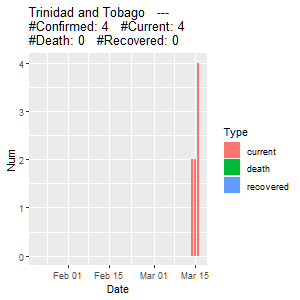 Trinidad and Tobago   ---
#Confirmed: 4   #Current: 4
#Death: 0   #Recovered: 0
4
3
2
1
0
Num
Feb 01
Feb 15
Mar 01
Mar 15
Date
Type
current
death
recovered